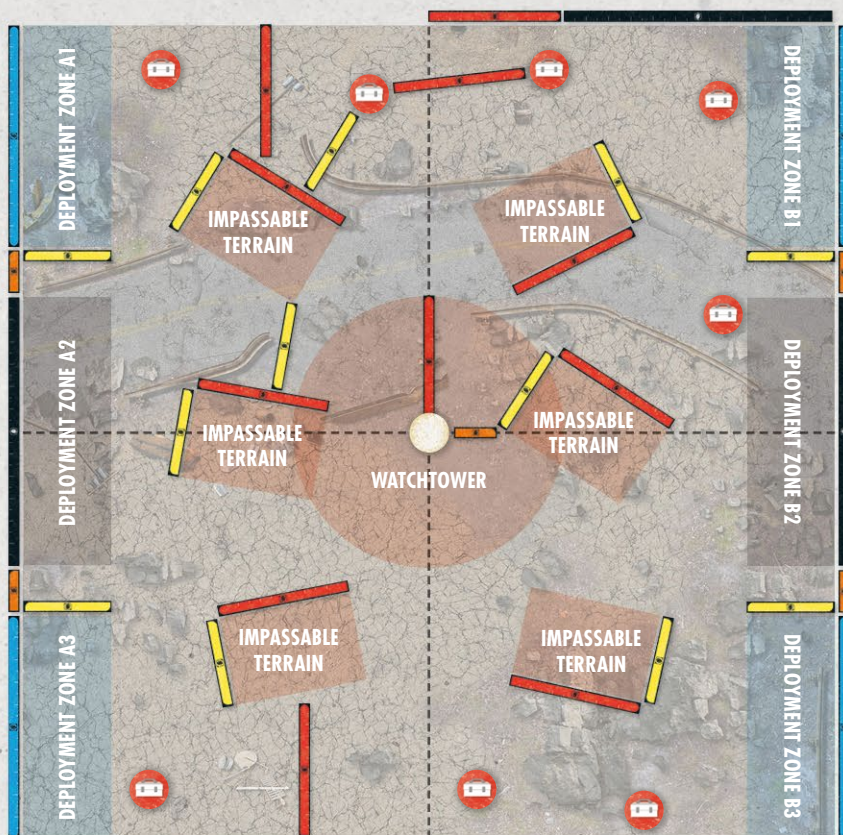 DEPLOYMENT ZONE A1
DEPLOYMENT ZONE B1
IMPASSABLE
TERRAIN
IMPASSABLE
TERRAIN
DEPLOYMENT ZONE A2
DEPLOYMENT ZONE B2
IMPASSABLE
TERRAIN
IMPASSABLE
TERRAIN
WATCHTOWER
DEPLOYMENT ZONE A3
DEPLOYMENT ZONE B3
IMPASSABLE
TERRAIN
IMPASSABLE
TERRAIN